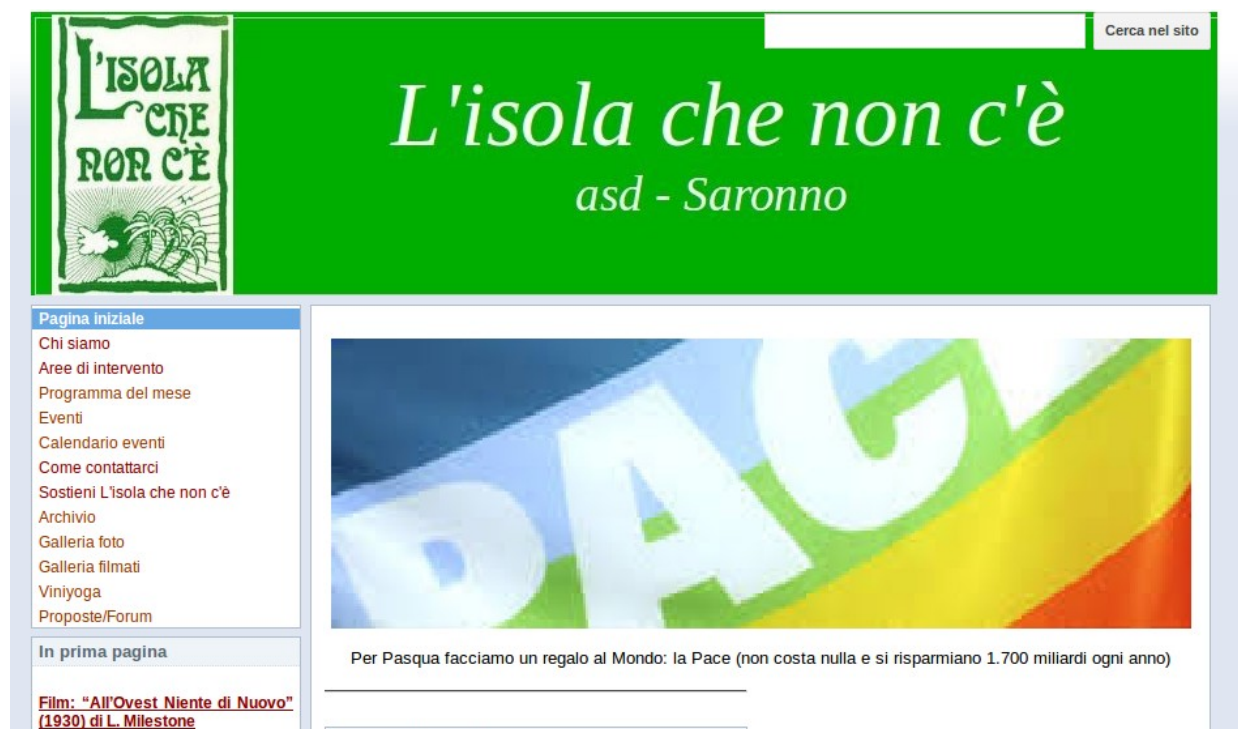 L'ISOLA
CHE
NON C'È
Cerca nel sito
L'isola che non c'è
asd - Saronno
Pagina iniziale
Chi siamo
Aree di intervento
Programma del mese
Eventi
Calendario eventi
Come contattarci
Sostieni L'isola che non c'è
Archivio
Galleria foto
Galleria filmati
Viniyoga
Proposte/Forum
In prima pagina
Film: “All’Ovest Niente di Nuovo”
(1930) di L. Milestone
PAC
Per Pasqua facciamo un regalo al Mondo: la Pace (non costa nulla e si risparmiano 1.700 miliardi ogni anno)